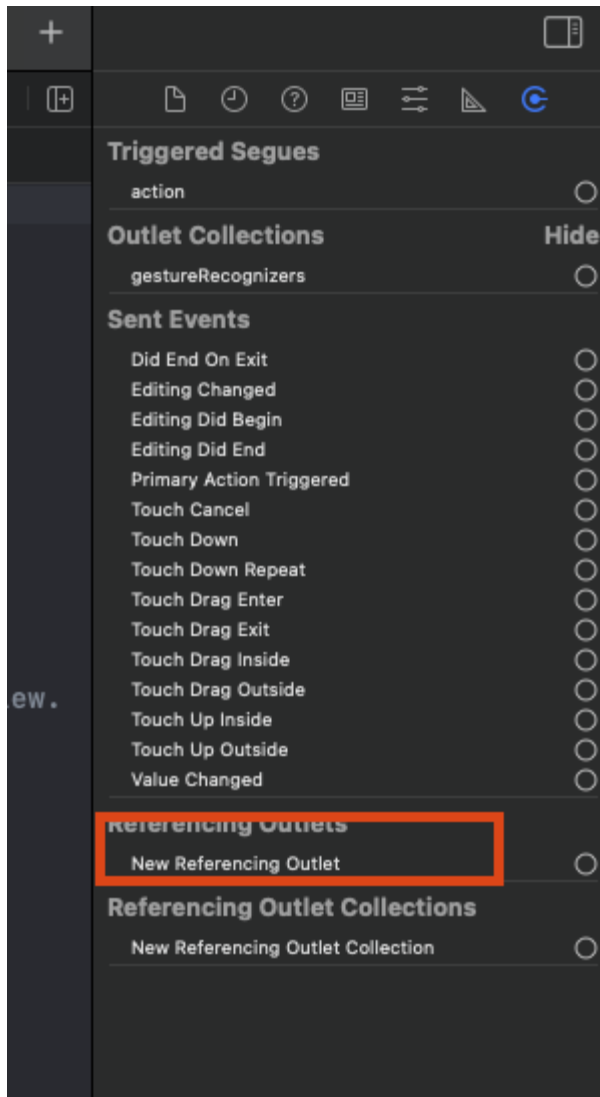 Triggered Segues
action
Outlet Collections Hide
gestureRecognizers
Sent Events
Did End On Exit
Editing Changed
Editing Did Begin
Editing Did End
Primary Action Triggered
Touch Cancel
Touch Down
Touch Down Repeat
Touch Drag Enter
Touch Drag Exit
Touch Drag Inside
Touch Drag Outside
ew.
Touch Up Inside
Touch Up Outside
Value Changed
Referencing Outlets
New Referencing Outlet
Referencing Outlet Collections
New Referencing Outlet Collection